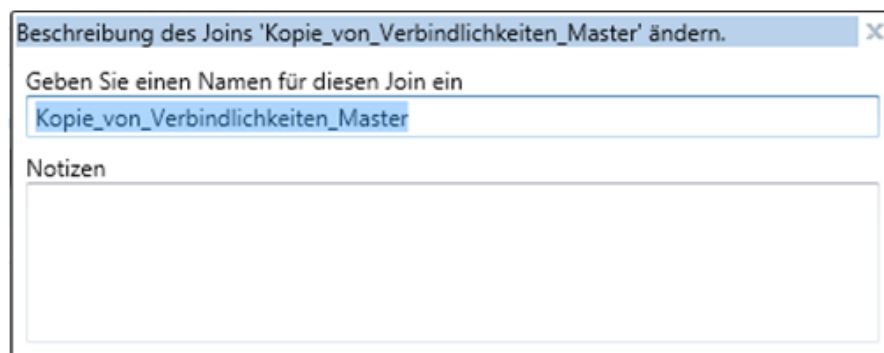 Beschreibung des Joins 'Kopie_von_Verbindlichkeiten_Master' ändern.
Geben Sie einen Namen für diesen Join ein
Kopie_von_Verbindlichkeiten_Master
Notizen